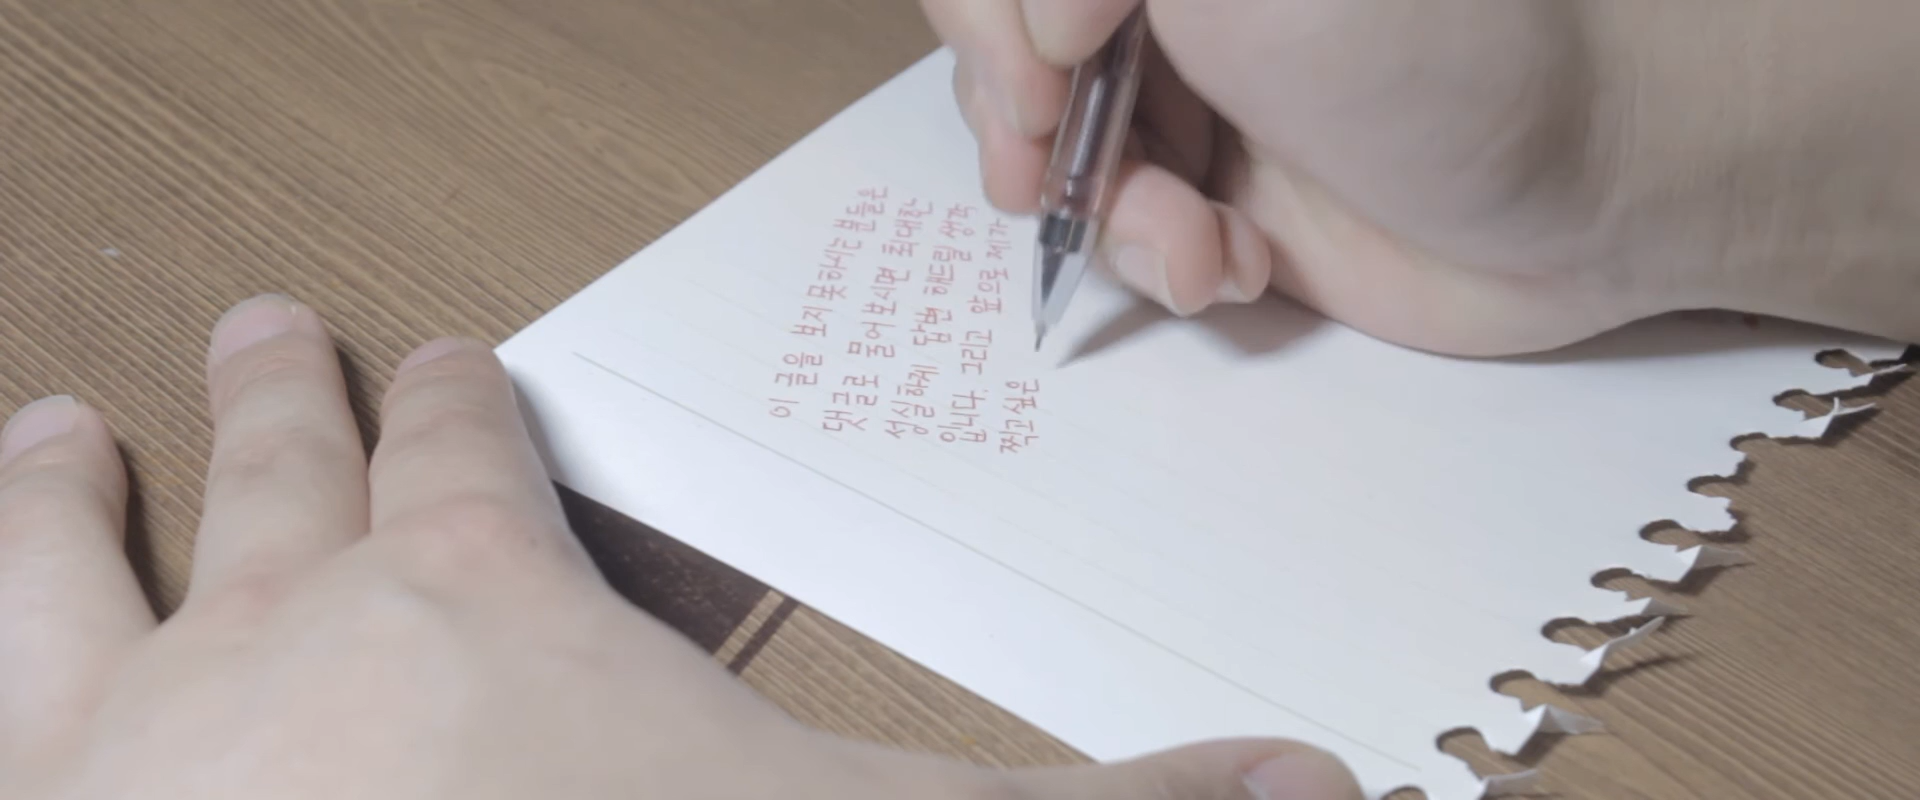 이 글을 보지 못하시는 분들은
댓글로 물어보시면 최대한
성실하게 답변 해드릴 생각
입니다. 그리고 앞으로 제가
찍고 싶은